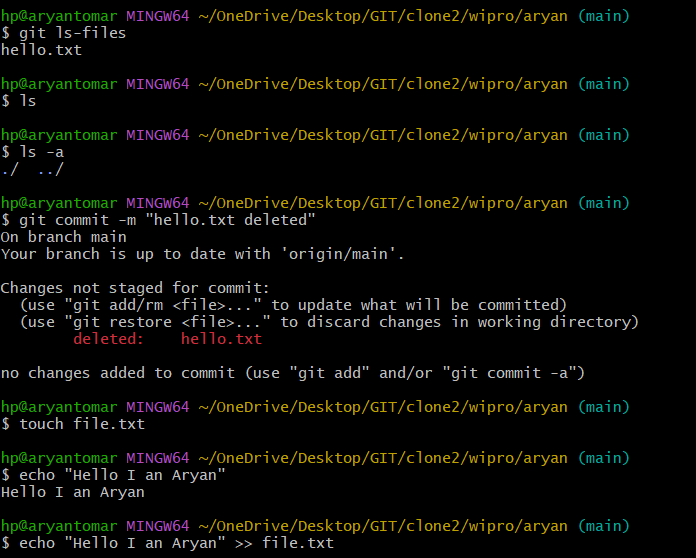 hp@aryantomar MINGW64 ~/OneDrive/Desktop/GIT/clone2/wipro/aryan (main)
$ git ls-files
hello.txt
hp@aryantomar MINGW64 ~/OneDrive/Desktop/GIT/clone2/wipro/aryan (main)
$ ls
hp@aryantomar MINGW64 ~/OneDrive/Desktop/GIT/clone2/wipro/aryan (main)
$ ls -a
./  ../
hp@aryantomar MINGW64 ~/OneDrive/Desktop/GIT/clone2/wipro/aryan (main)
$ git commit -m "hello.txt deleted"
On branch main
Your branch is up to date with 'origin/main'.
Changes not staged for commit:
  (use "git add/rm <file>..." to update what will be committed)
  (use "git restore <file>..." to discard changes in working directory)
        deleted:    hello.txt
no changes added to commit (use "git add" and/or "git commit -a")
hp@aryantomar MINGW64 ~/OneDrive/Desktop/GIT/clone2/wipro/aryan (main)
$ touch file.txt
hp@aryantomar MINGW64 ~/OneDrive/Desktop/GIT/clone2/wipro/aryan (main)
$ echo "Hello I an Aryan"
Hello I an Aryan
hp@aryantomar MINGW64 ~/OneDrive/Desktop/GIT/clone2/wipro/aryan (main)
$ echo "Hello I an Aryan" >> file.txt